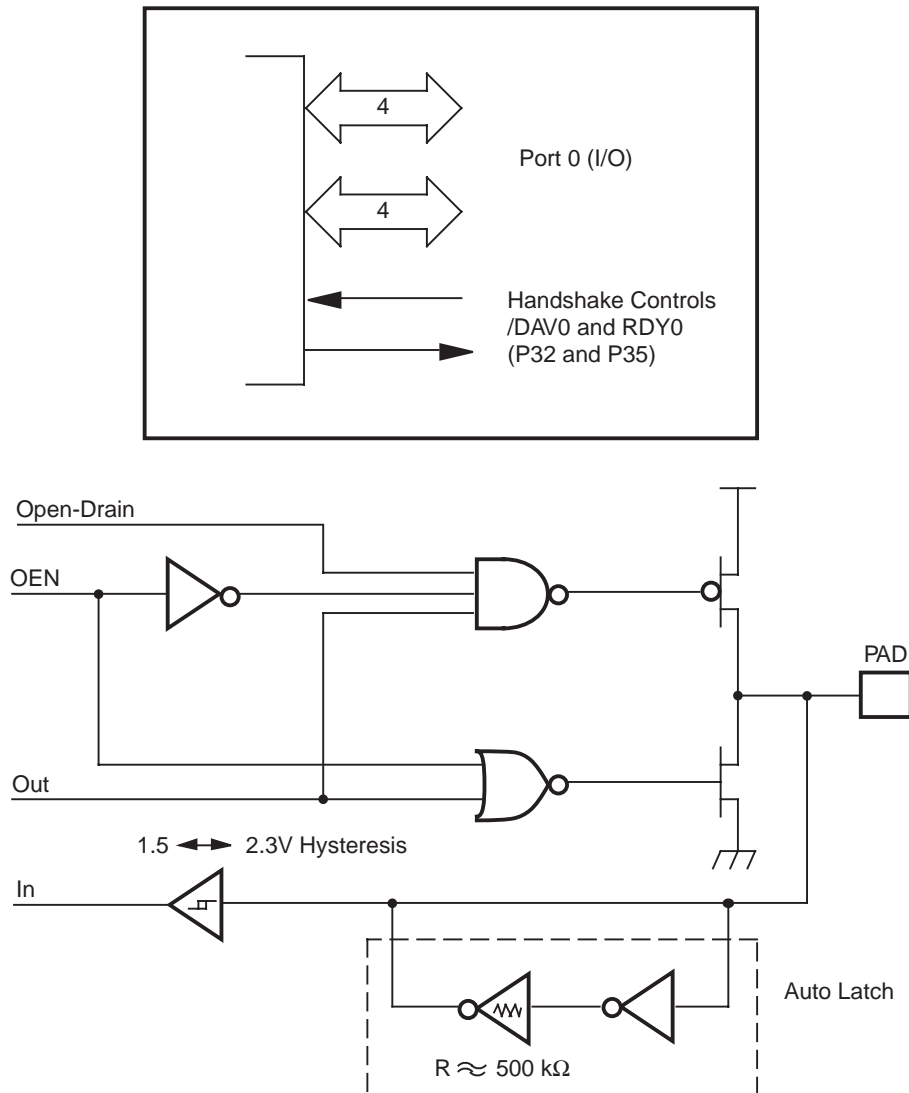 4
Port 0 (I/O)
4
Handshake Controls
/DAV0 and RDY0
(P32 and P35)
Open-Drain
OEN
PAD
Out
1.5 2.3V Hysteresis
In
Auto Latch
R ≈ 500 kΩ